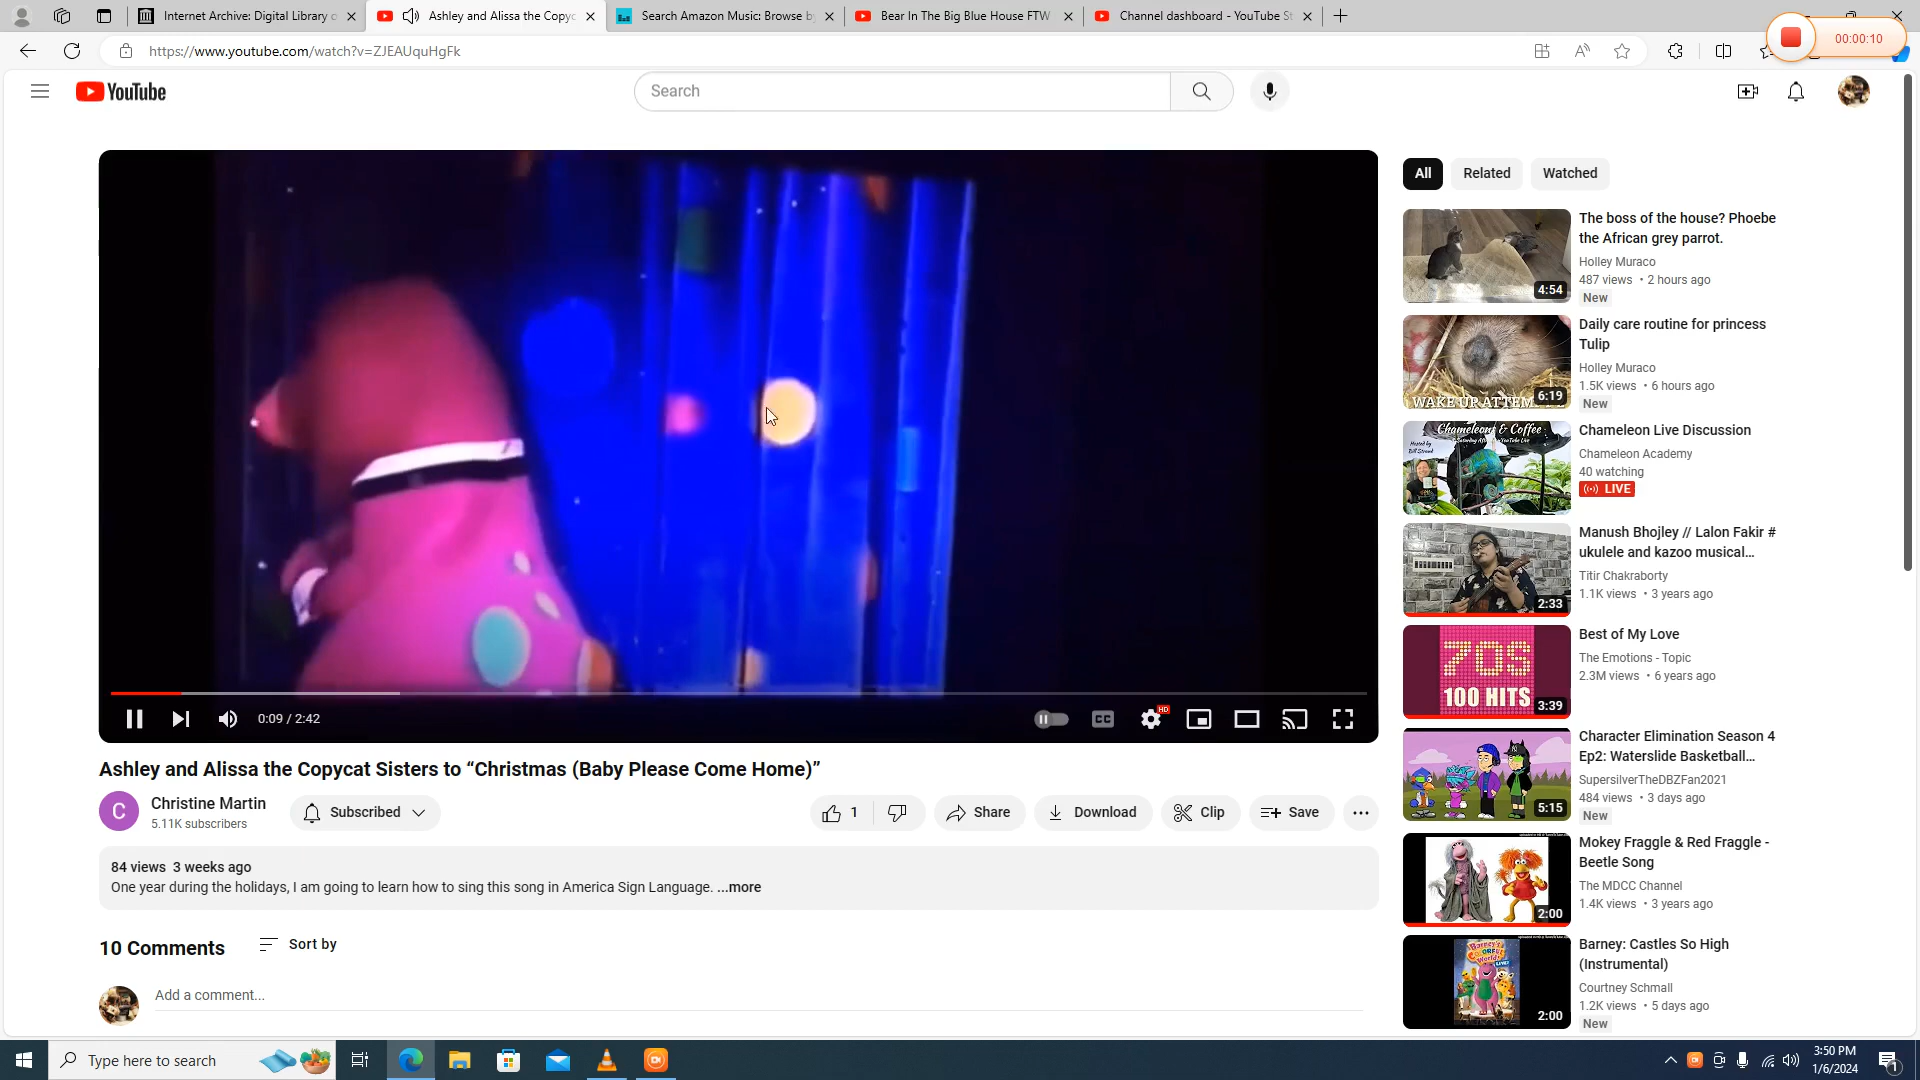 Internet Archive: Digital Library o
Ashley and Alissa the Copyc
Search Amazon Music: Browse b
Bear In The Big Blue House FTW
Channel dashboard - YouTube St
https://www.youtube.com/watch?v=ZJEAUquHgFk
00:00:10
YouTube
Search
All
Related
Watched
The boss of the house? Phoebe
the African grey parrot.
Holley Muraco
487 views • 2 hours ago
New
4:54
Daily care routine for princess
Tulip
Holley Muraco
1.5K views • 6 hours ago
New
6:19
Chameleons & Coffee
Hosted by
Bill Strand
Chameleon Live Discussion
Chameleon Academy
40 watching
LIVE
Manush Bhojley // Lalon Fakir #
ukulele and kazoo musical...
Titir Chakraborty
1.1K views • 3 years ago
2:33
70s
100 HITS
3:39
Best of My Love
The Emotions - Topic
2.3M views • 6 years ago
Character Elimination Season 4
Ep2: Waterslide Basketball...
SupersilverTheDBZFan2021
484 views • 3 days ago
New
5:15
Mokey Fraggle & Red Fraggle -
Beetle Song
The MDCC Channel
1.4K views • 3 years ago
2:00
Barney: Castles So High
(Instrumental)
Courtney Schmall
1.2K views • 5 days ago
New
2:00
0:09 / 2:42
CC
HD
Ashley and Alissa the Copycat Sisters to “Christmas (Baby Please Come Home)”
C
Christine Martin
5.11K subscribers
Subscribed
1
Share
Download
Clip
Save
84 views 3 weeks ago
One year during the holidays, I am going to learn how to sing this song in America Sign Language. ...more
10 Comments
Sort by
Add a comment...
Type here to search
3:50 PM
1/6/2024
1